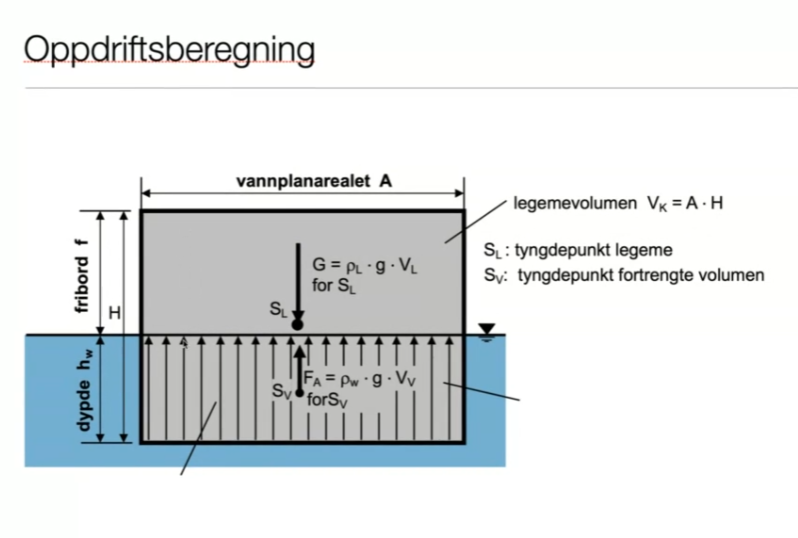 Oppdriftsberegning
vannplanarealet A
legemevolumen V_K = A · H
S_L : tyngdepunkt legeme
S_V: tyngdepunkt fortrengte volumen
fribord f
H
G = ρ_L · g · V_L
for S_L
S_L
dypde h_w
F_A = ρ_w · g · V_V
forS_V
S_V